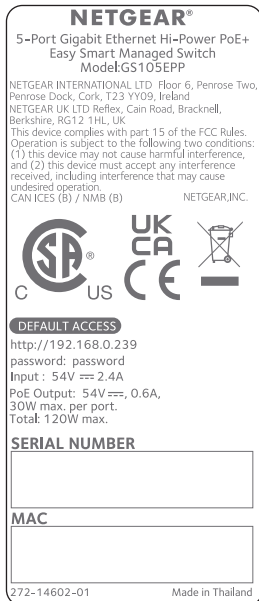 NETGEAR®
5-Port Gigabit Ethernet Hi-Power PoE+
Easy Smart Managed Switch
Model:GS105EPP
NETGEAR INTERNATIONAL LTD Floor 6, Penrose Two,
Penrose Dock, Cork, T23 YY09, Ireland
NETGEAR UK LTD Reflex, Cain Road, Bracknell,
Berkshire, RG12 1HL, UK
This device complies with part 15 of the FCC Rules.
Operation is subject to the following two conditions:
(1) this device may not cause harmful interference,
and (2) this device must accept any interference
received, including interference that may cause
undesired operation.
CAN ICES (B) / NMB (B) NETGEAR,INC.
C SA® US
UK
CA
CE
DEFAULT ACCESS
http://192.168.0.239
password: password
Input : 54V ⎓ 2.4A
PoE Output: 54V⎓, 0.6A,
30W max. per port.
Total: 120W max.
SERIAL NUMBER
MAC
272-14602-01 Made in Thailand